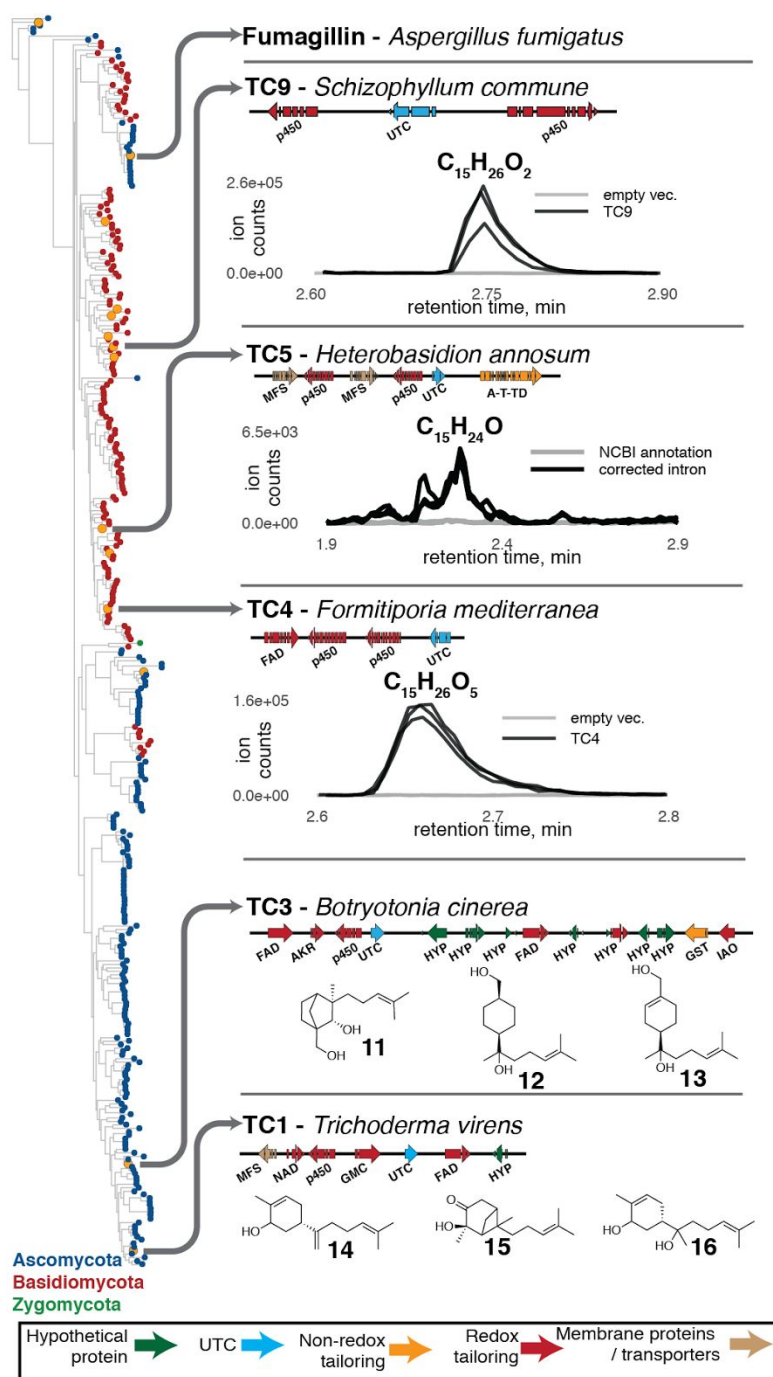 Fumagillin - Aspergillus fumigatus
TC9 - Schizophyllum commune
p450 UTC p450
C15H26O2
2.6e+05
ion counts
0.0e+00
empty vec.
TC9
2.60 2.75 2.90
retention time, min
TC5 - Heterobasidion annosum
MFS p450 MFS p450 UTC A-T-TD
C15H24O
6.5e+03
ion counts
0.0e+00
NCBI annotation
corrected intron
1.9 2.4 2.9
retention time, min
TC4 - Formitiporia mediterranea
FAD p450 p450 UTC
C15H26O5
1.6e+05
ion counts
0.0e+00
empty vec.
TC4
2.6 2.7 2.8
retention time, min
TC3 - Botryotonia cinerea
FAD AKR p450 UTC HYP HYP HYP FAD HYP HYP HYP HYP GST IAO
OH
OH
11
HO
OH
12
HO
OH
13
TC1 - Trichoderma virens
MFS NAD p450 GMC UTC FAD HYP
HO
14
O
HO
15
HO
HO
16
Ascomycota
Basidiomycota
Zygomycota
Hypothetical protein
UTC
Non-redox tailoring
Redox tailoring
Membrane proteins / transporters